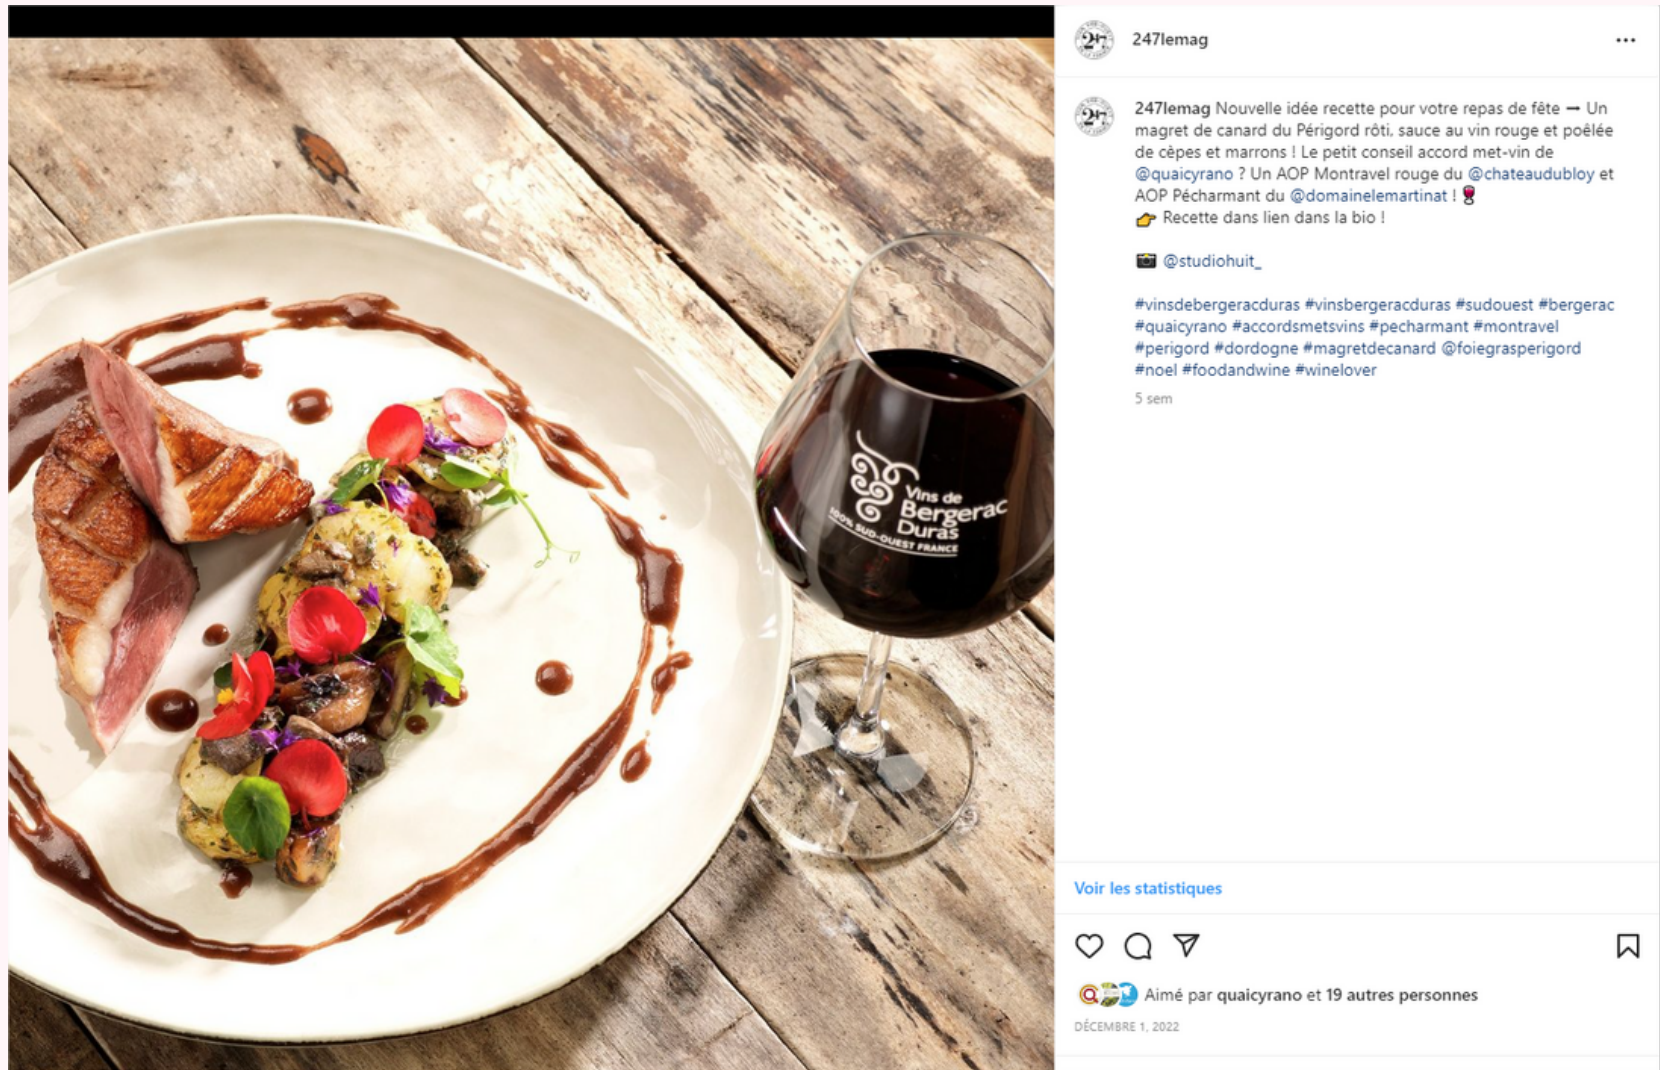 247lemag
247lemag Nouvelle idée recette pour votre repas de fête ➞ Un
magret de canard du Périgord rôti, sauce au vin rouge et poêlée
de cèpes et marrons ! Le petit conseil accord met-vin de
@quaicyrano ? Un AOP Montravel rouge du @chateaudubloy et
AOP Pécharmant du @domainelemartinat ! 🍷
👉 Recette dans lien dans la bio !
📷 @studiohuit_
#vinsdebergeracduras #vinsbergeracduras #sudouest #bergerac
#quaicyrano #accordsmetsvins #pecharmant #montravel
#perigord #dordogne #magretdecanard @foiegrasperigord
#noel #foodandwine #winelover
5 sem
Vins de
Bergerac
Duras
100% SUD-OUEST FRANCE
Voir les statistiques
Aimé par quaicyrano et 19 autres personnes
DÉCEMBRE 1, 2022